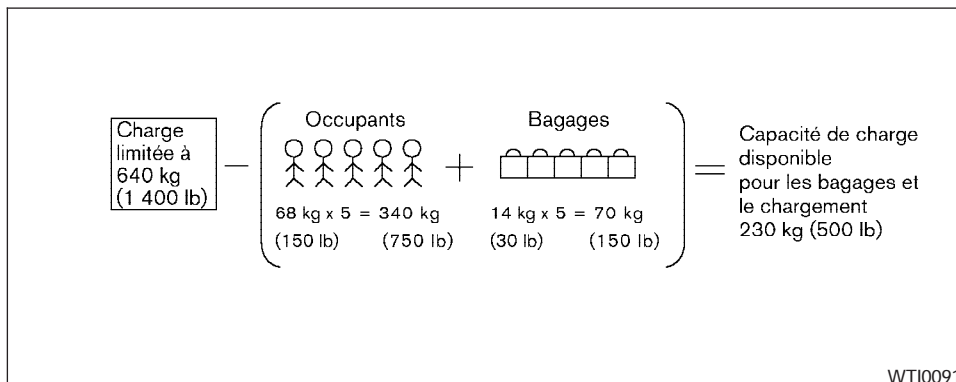 Charge
limitée à
640 kg
(1 400 lb)
Occupants
68 kg x 5 = 340 kg
(150 lb) (750 lb)
Bagages
14 kg x 5 = 70 kg
(30 lb) (150 lb)
Capacité de charge
disponible
pour les bagages et
le chargement
230 kg (500 lb)
WTI0091